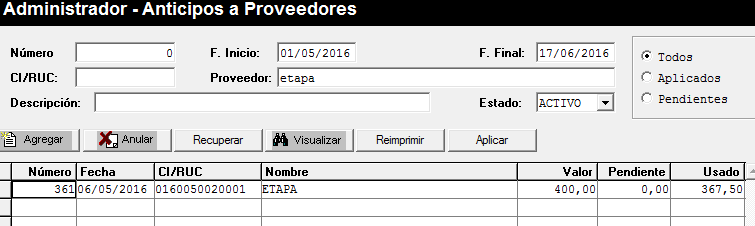 Administrador - Anticipos a Proveedores
Número 0 F. Inicio: 01/05/2016 F. Final: 17/06/2016
Todos
CI/RUC: Proveedor: etapa
Aplicados
Descripción: Estado: ACTIVO
Pendientes
Agregar Anular Recuperar Visualizar Reimprimir Aplicar
Número Fecha CI/RUC Nombre Valor Pendiente Usado
361 06/05/2016 0160050020001 ETAPA 400,00 0,00 367,50